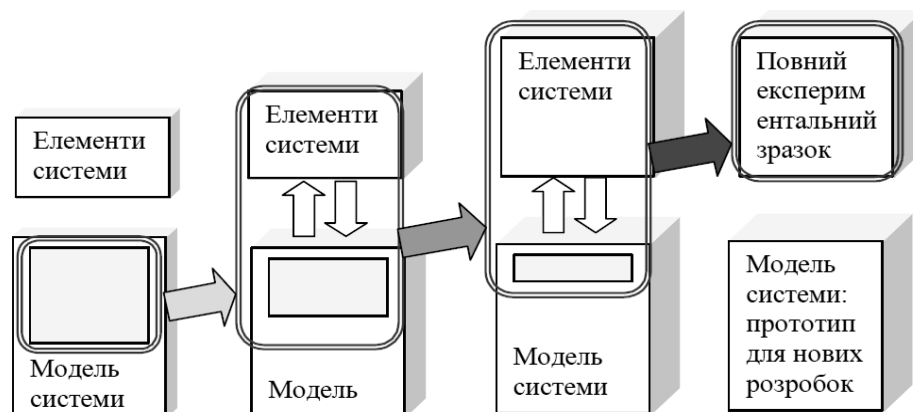 Елементи
системи
Модель
системи
Елементи
системи
Модель
Елементи
системи
Модель
системи
Повний
експерим
ентальний
зразок
Модель
системи:
прототип
для нових
розробок